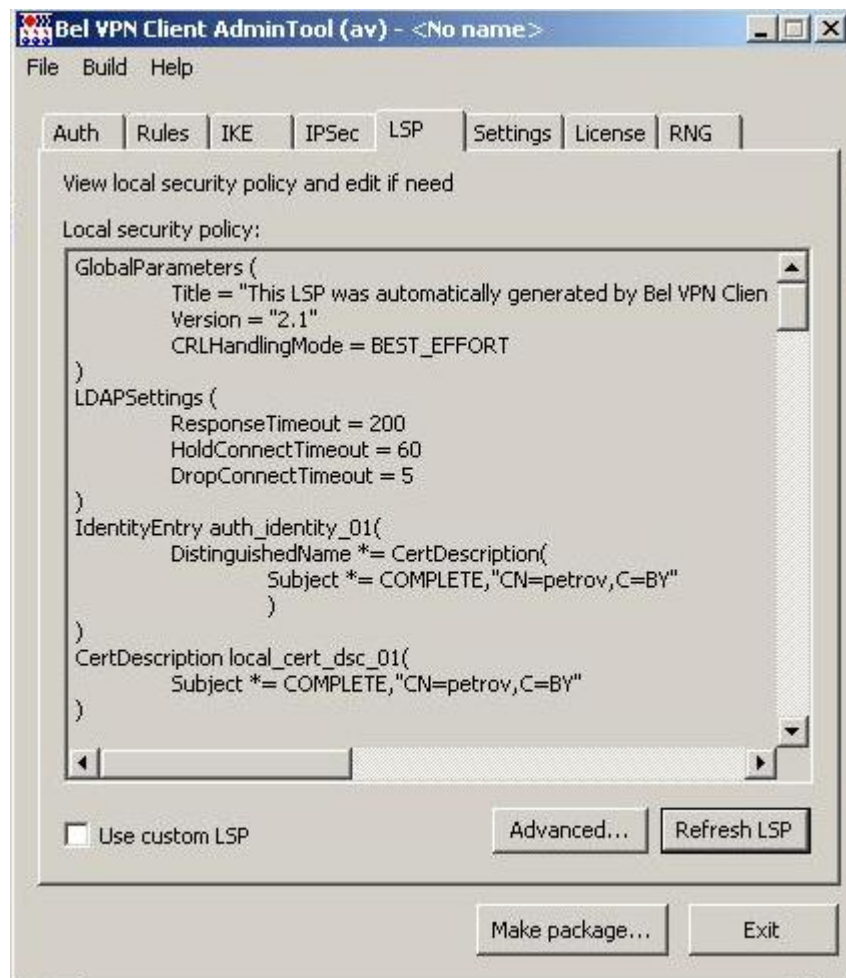 Bel VPN Client AdminTool (av) - <No name>
File Build Help
Auth Rules IKE IPSec LSP Settings License RNG
View local security policy and edit if need
Local security policy:
GlobalParameters (
Title = "This LSP was automatically generated by Bel VPN Clien
Version = "2.1"
CRLHandlingMode = BEST_EFFORT
)
LDAPSettings (
ResponseTimeout = 200
HoldConnectTimeout = 60
DropConnectTimeout = 5
)
IdentityEntry auth_identity_01(
DistinguishedName *= CertDescription(
Subject *= COMPLETE,"CN=petrov,C=BY"
)
)
CertDescription local_cert_dsc_01(
Subject *= COMPLETE,"CN=petrov,C=BY"
)
Use custom LSP Advanced... Refresh LSP
Make package... Exit